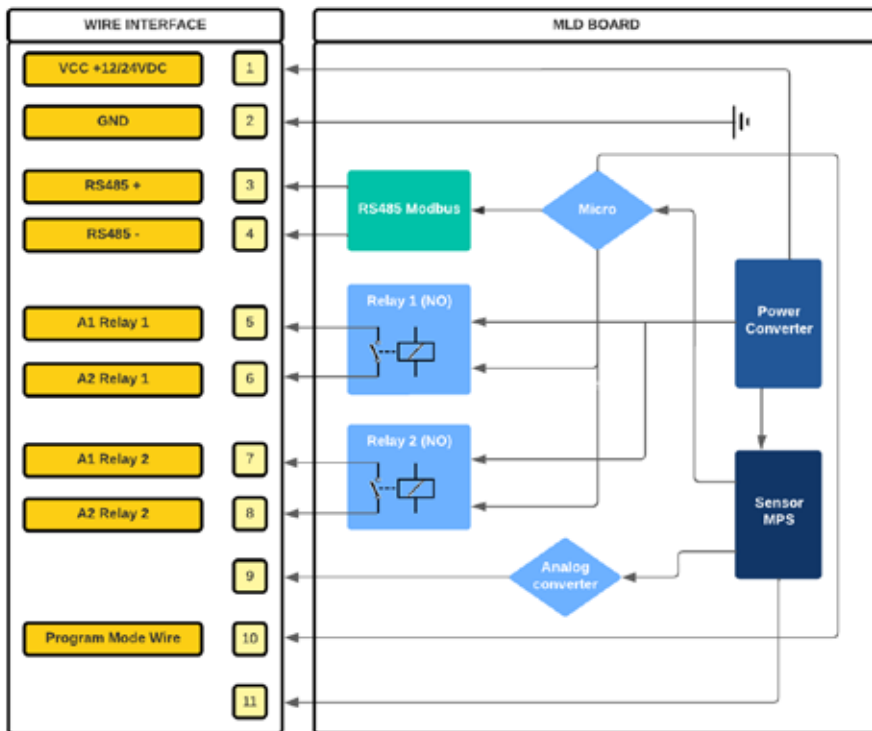 WIRE INTERFACE
MLD BOARD
VCC +12/24VDC
1
GND
2
RS485 +
3
RS485 -
4
RS485 Modbus
Micro
A1 Relay 1
5
A2 Relay 1
6
Relay 1 (NO)
Power
Converter
A1 Relay 2
7
A2 Relay 2
8
Relay 2 (NO)
Sensor
MPS
9
Analog
converter
Program Mode Wire
10
11